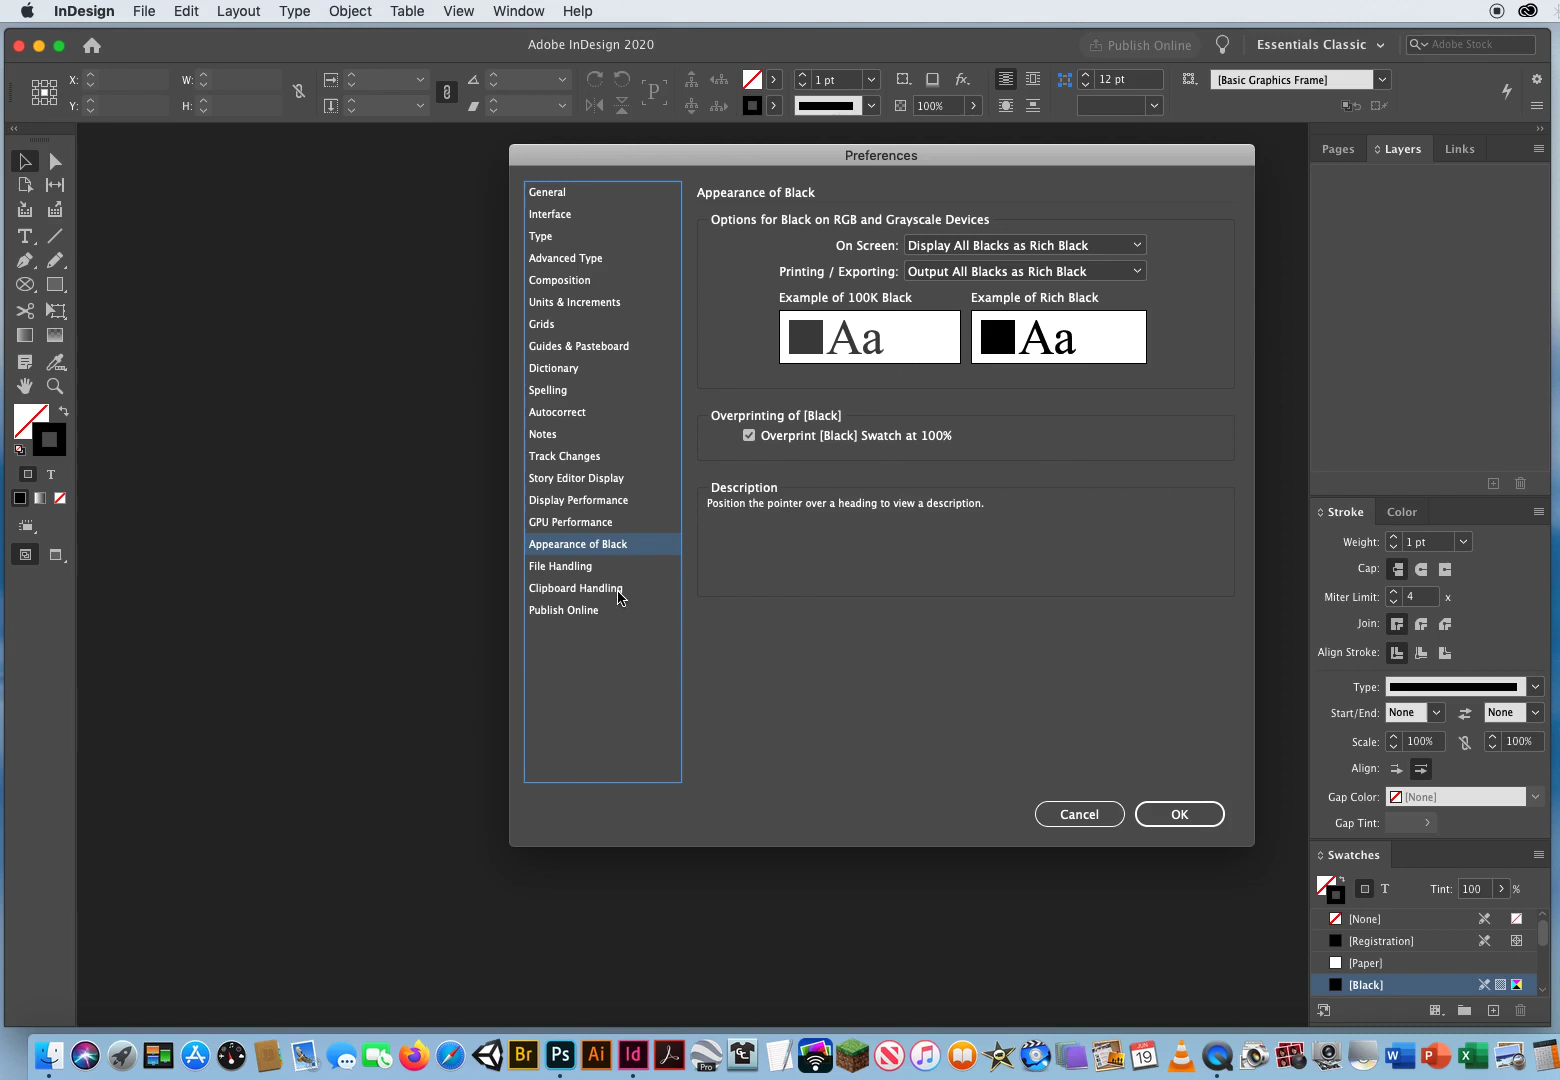 InDesign File Edit Layout Type Object Table View Window Help
Adobe InDesign 2020
Publish Online
Essentials Classic
Adobe Stock
X: W: 1 pt fx. 12 pt [Basic Graphics Frame]
Y: H: P 100%
Preferences
General
Interface
Type
Advanced Type
Composition
Units & Increments
Grids
Guides & Pasteboard
Dictionary
Spelling
Autocorrect
Notes
Track Changes
Story Editor Display
Display Performance
GPU Performance
Appearance of Black
File Handling
Clipboard Handling
Publish Online
Appearance of Black
Options for Black on RGB and Grayscale Devices
On Screen: Display All Blacks as Rich Black
Printing / Exporting: Output All Blacks as Rich Black
Example of 100K Black Example of Rich Black
Aa Aa
Overprinting of [Black]
Overprint [Black] Swatch at 100%
Description
Position the pointer over a heading to view a description.
Cancel OK
Pages Layers Links
Stroke Color
Weight: 1 pt
Cap:
Miter Limit: 4 x
Join:
Align Stroke:
Type:
Start/End: None None
Scale: 100% 100%
Align:
Gap Color: [None]
Gap Tint:
Swatches
T Tint: 100 %
[None]
[Registration]
[Paper]
[Black]
T
T
Br Ps Ai Id Pro JUN 19 W P X